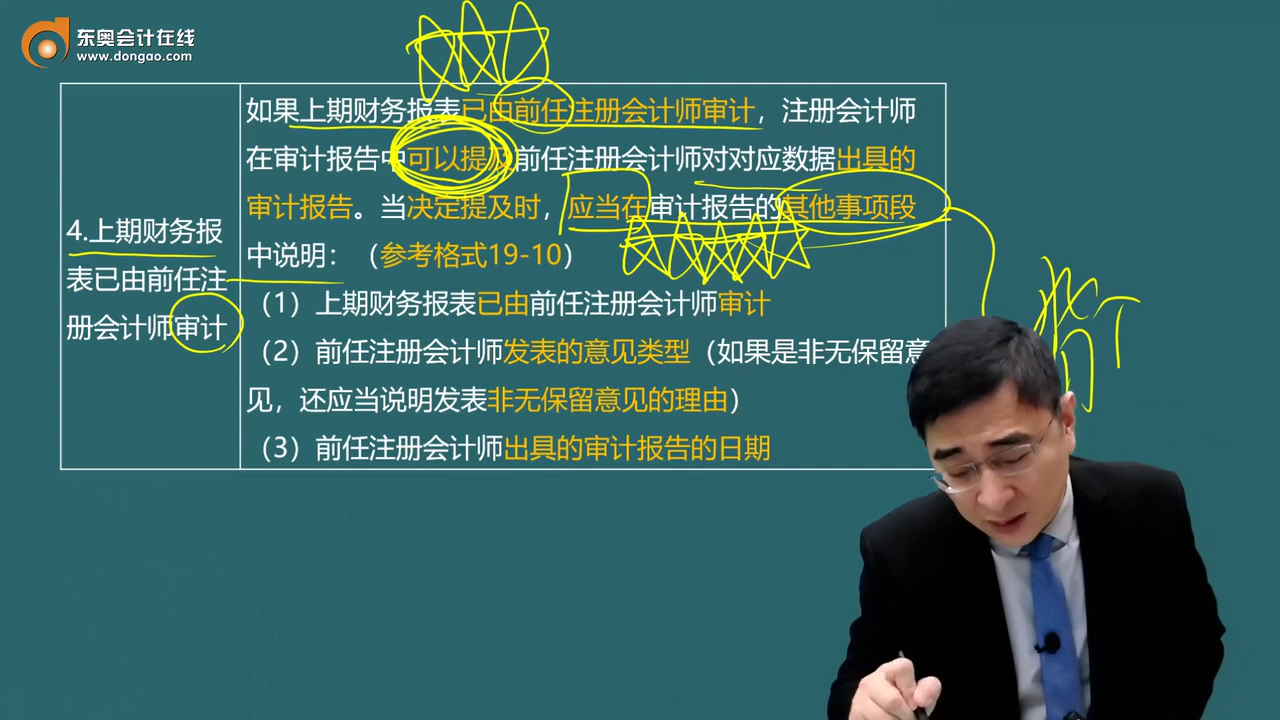 东奥会计在线
www.dongao.com
4.上期财务报
表已由前任注
册会计师审计
如果上期财务报表已由前任注册会计师审计，注册会计师
在审计报告中可以提及前任注册会计师对对应数据出具的
审计报告。当决定提及时，应当在审计报告的其他事项段
中说明：（参考格式19-10）
（1）上期财务报表已由前任注册会计师审计
（2）前任注册会计师发表的意见类型（如果是非无保留意
见，还应当说明发表非无保留意见的理由）
（3）前任注册会计师出具的审计报告的日期